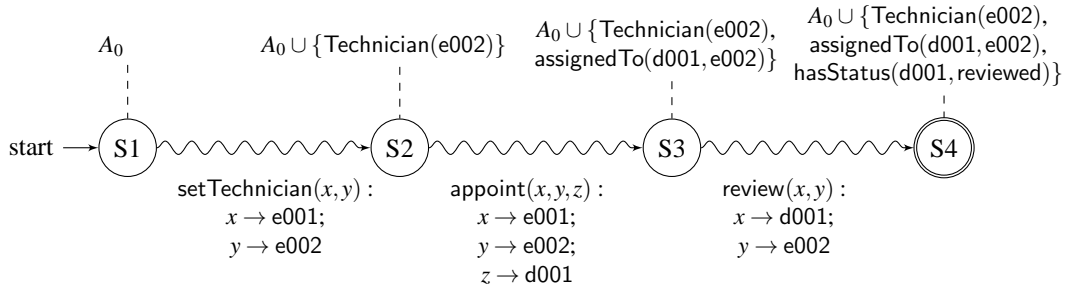 A₀
A₀ ∪ {Technician(e002)}
A₀ ∪ {Technician(e002),
assignedTo(d001,e002)}
A₀ ∪ {Technician(e002),
assignedTo(d001,e002),
hasStatus(d001,reviewed)}
start
S1
S2
S3
S4
setTechnician(x,y) :
x → e001;
y → e002
appoint(x,y,z) :
x → e001;
y → e002;
z → d001
review(x,y) :
x → d001;
y → e002